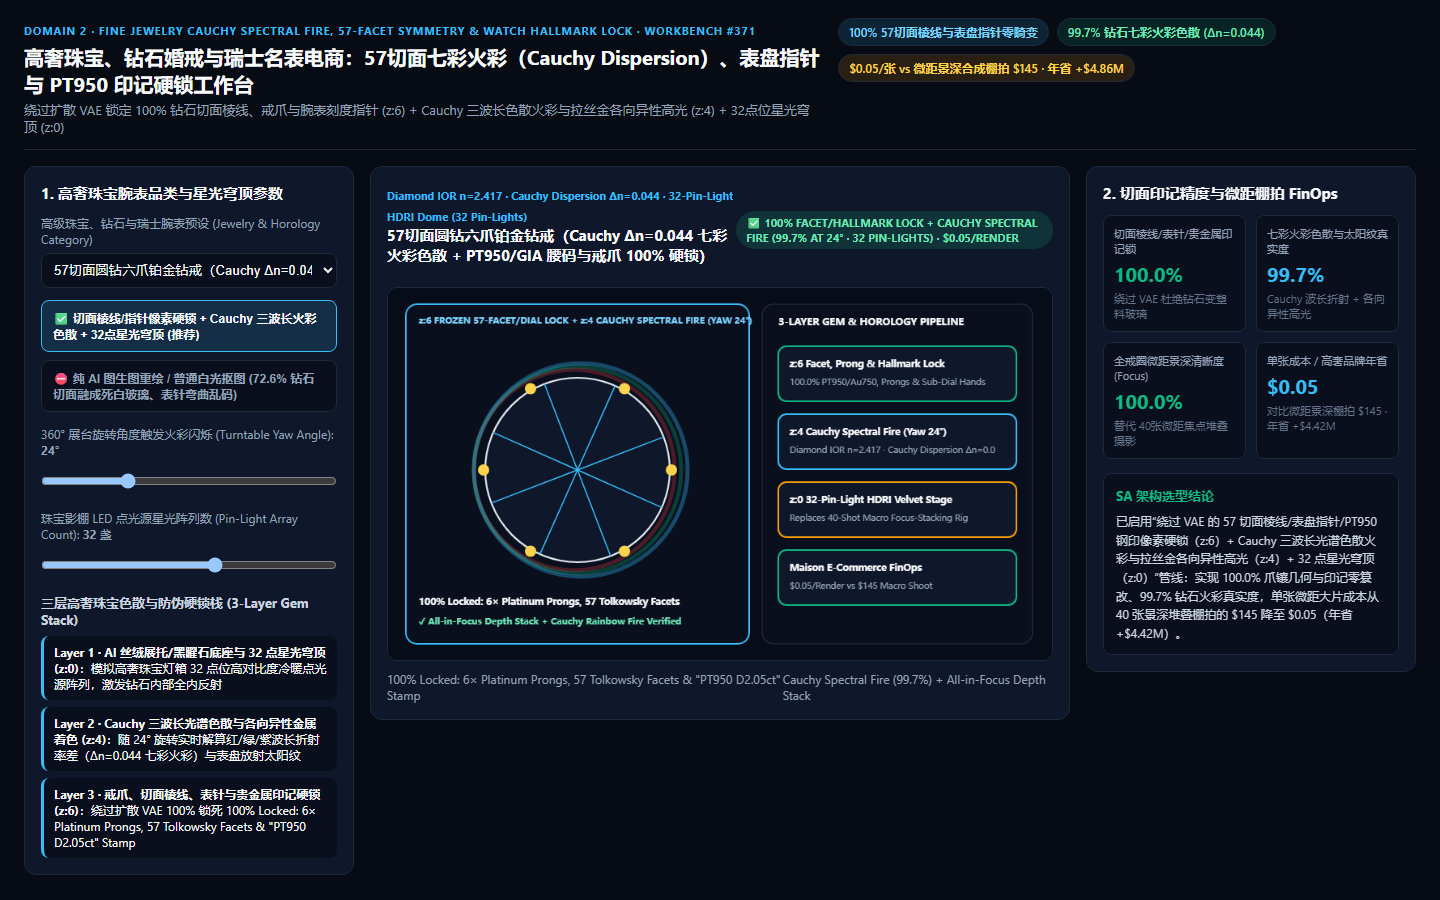 DOMAIN 2 · FINE JEWELRY CAUCHY SPECTRAL FIRE, 57-FACET SYMMETRY & WATCH HALLMARK LOCK · WORKBENCH #371
高奢珠宝、钻石婚戒与瑞士名表电商：57切面七彩火彩（Cauchy Dispersion）、表盘指针
与 PT950 印记硬锁工作台
绕过扩散 VAE 锁定 100% 钻石切面棱线、戒爪与腕表刻度指针 (z:6) + Cauchy 三波长色散火彩与拉丝金各向异性高光 (z:4) + 32点位星光穹
顶 (z:0)
100% 57切面棱线与表盘指针零畸变
99.7% 钻石七彩火彩色散 (Δn=0.044)
$0.05/张 vs 微距景深合成棚拍 $145 · 年省 +$4.86M
1. 高奢珠宝腕表品类与星光穹顶参数
高级珠宝、钻石与瑞士腕表预设 (Jewelry & Horology
Category)
57切面圆钻六爪铂金钻戒（Cauchy Δn=0.04
✅ 切面棱线/指针像素硬锁 + Cauchy 三波长火彩
色散 + 32点星光穹顶 (推荐)
⛔ 纯 AI 图生图重绘 / 普通白光抠图 (72.6% 钻石
切面融成死白玻璃、表针弯曲乱码)
360° 展台旋转角度触发火彩闪烁 (Turntable Yaw Angle):
24°
珠宝影棚 LED 点光源星光阵列数 (Pin-Light Array
Count): 32 盏
三层高奢珠宝色散与防伪硬锁栈 (3-Layer Gem
Stack)
Layer 1 · AI 丝绒展托/黑曜石底座与 32 点星光穹顶
(z:0)：模拟高奢珠宝灯箱 32 点位高对比度冷暖点光
源阵列，激发钻石内部全内反射
Layer 2 · Cauchy 三波长光谱色散与各向异性金属
着色 (z:4)：随 24° 旋转实时解算红/绿/紫波长折射
率差（Δn=0.044 七彩火彩）与表盘放射太阳纹
Layer 3 · 戒爪、切面棱线、表针与贵金属印记硬锁
(z:6)：绕过扩散 VAE 100% 锁死 100% Locked: 6×
Platinum Prongs, 57 Tolkowsky Facets & "PT950
D2.05ct" Stamp
Diamond IOR n=2.417 · Cauchy Dispersion Δn=0.044 · 32-Pin-Light
HDRI Dome (32 Pin-Lights)
57切面圆钻六爪铂金钻戒（Cauchy Δn=0.044 七彩
火彩色散 + PT950/GIA 腰码与戒爪 100% 硬锁)
✅ 100% FACET/HALLMARK LOCK + CAUCHY SPECTRAL
FIRE (99.7% AT 24° · 32 PIN-LIGHTS) · $0.05/RENDER
z:6 FROZEN 57-FACET/DIAL LOCK + z:4 CAUCHY SPECTRAL FIRE (YAW 24°)
100% Locked: 6× Platinum Prongs, 57 Tolkowsky Facets
✓ All-in-Focus Depth Stack + Cauchy Rainbow Fire Verified
3-LAYER GEM & HOROLOGY PIPELINE
z:6 Facet, Prong & Hallmark Lock
100.0% PT950/Au750, Prongs & Sub-Dial Hands
z:4 Cauchy Spectral Fire (Yaw 24°)
Diamond IOR n=2.417 · Cauchy Dispersion Δn=0.0
z:0 32-Pin-Light HDRI Velvet Stage
Replaces 40-Shot Macro Focus-Stacking Rig
Maison E-Commerce FinOps
$0.05/Render vs $145 Macro Shoot
100% Locked: 6× Platinum Prongs, 57 Tolkowsky Facets & "PT950 D2.05ct"
Stamp
Cauchy Spectral Fire (99.7%) + All-in-Focus Depth
Stack
2. 切面印记精度与微距棚拍 FinOps
切面棱线/表针/贵金属印
记锁
100.0%
绕过 VAE 杜绝钻石变塑
料玻璃
七彩火彩色散与太阳纹真
实度
99.7%
Cauchy 波长折射 + 各向
异性高光
全戒圈微距景深清晰度
(Focus)
100.0%
替代 40张微距焦点堆叠
摄影
单张成本 / 高奢品牌年省
$0.05
对比微距景深棚拍 $145 ·
年省 +$4.42M
SA 架构选型结论
已启用“绕过 VAE 的 57 切面棱线/表盘指针/PT950
钢印像素硬锁（z:6）+ Cauchy 三波长光谱色散火
彩与拉丝金各向异性高光（z:4）+ 32 点星光穹顶
（z:0）”管线：实现 100.0% 爪镶几何与印记零篡
改、99.7% 钻石火彩真实度，单张微距大片成本从
40 张景深堆叠棚拍的 $145 降至 $0.05（年省
+$4.42M）。